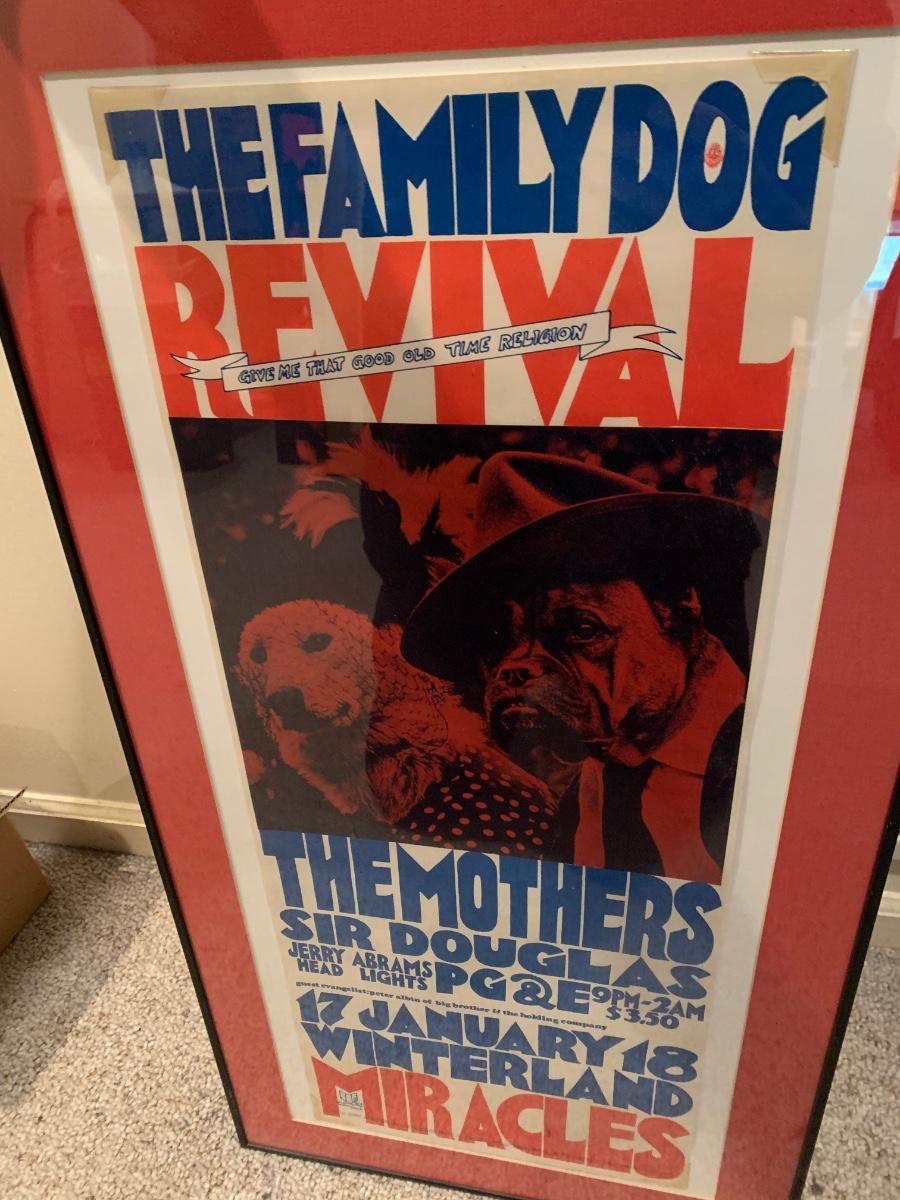 THE FAMILY DOG
REVIVAL
GIVE ME THAT GOOD OLD TIME RELIGION
THE MOTHERS
SIR DOUGLAS
JERRY ABRAMS
HEAD LIGHTS
PG&E
9PM-2AM
$3.50
guest evangelist: peter albin of big brother & the holding company
17 JANUARY 18
WINTERLAND
MIRACLES